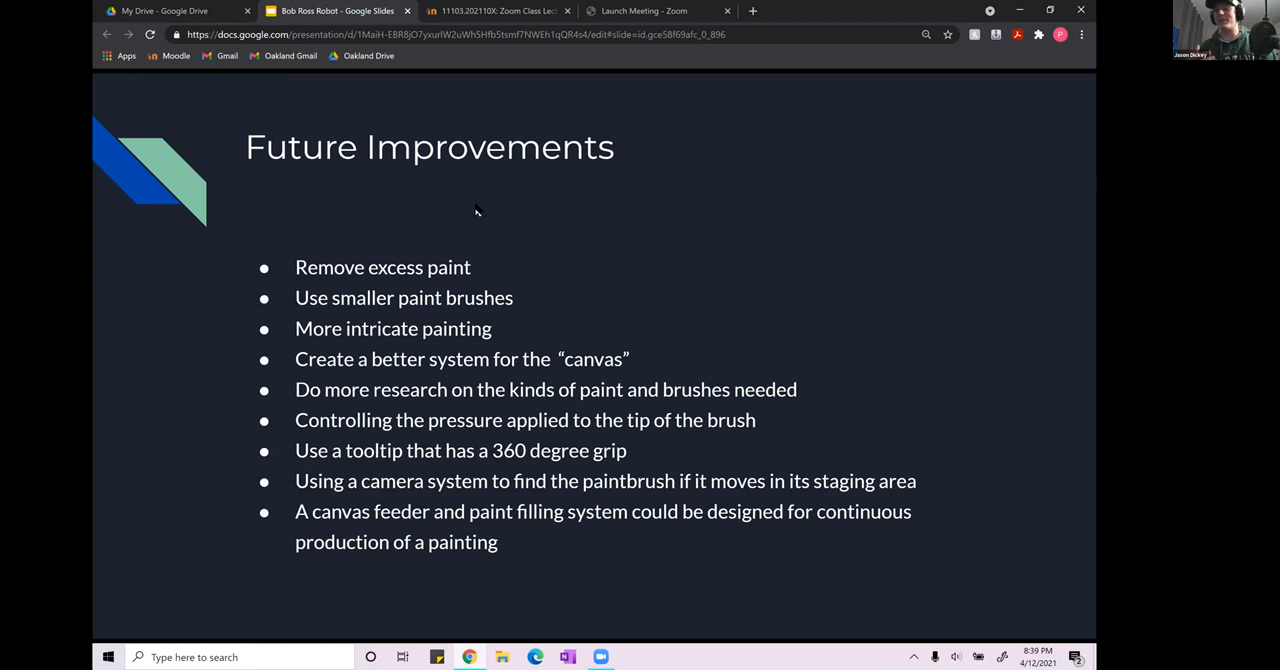 My Drive - Google Drive
Bob Ross Robot - Google Slides
11103.202110X: Zoom Class Lect
Launch Meeting - Zoom
https://docs.google.com/presentation/d/1MaiH-EBR8jO7yxurlW2uWh5Hfb5tsmf7NWEh1qQR4s4/edit#slide=id.gce58f69afc_0_896
Apps
Moodle
Gmail
Oakland Gmail
Oakland Drive
P
Jason Dickey
Future Improvements
● Remove excess paint
● Use smaller paint brushes
● More intricate painting
● Create a better system for the “canvas”
● Do more research on the kinds of paint and brushes needed
● Controlling the pressure applied to the tip of the brush
● Use a tooltip that has a 360 degree grip
● Using a camera system to find the paintbrush if it moves in its staging area
● A canvas feeder and paint filling system could be designed for continuous
production of a painting
Type here to search
8:39 PM
4/12/2021
2